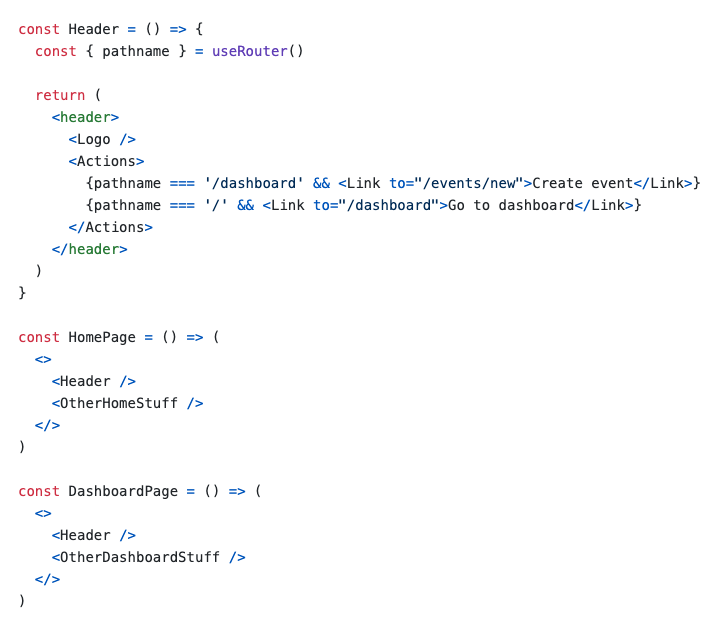 const Header = () => {
  const { pathname } = useRouter()

  return (
    <header>
      <Logo />
      <Actions>
        {pathname === '/dashboard' && <Link to="/events/new">Create event</Link>}
        {pathname === '/' && <Link to="/dashboard">Go to dashboard</Link>}
      </Actions>
    </header>
  )
}

const HomePage = () => (
  <>
    <Header />
    <OtherHomeStuff />
  </>
)

const DashboardPage = () => (
  <>
    <Header />
    <OtherDashboardStuff />
  </>
)